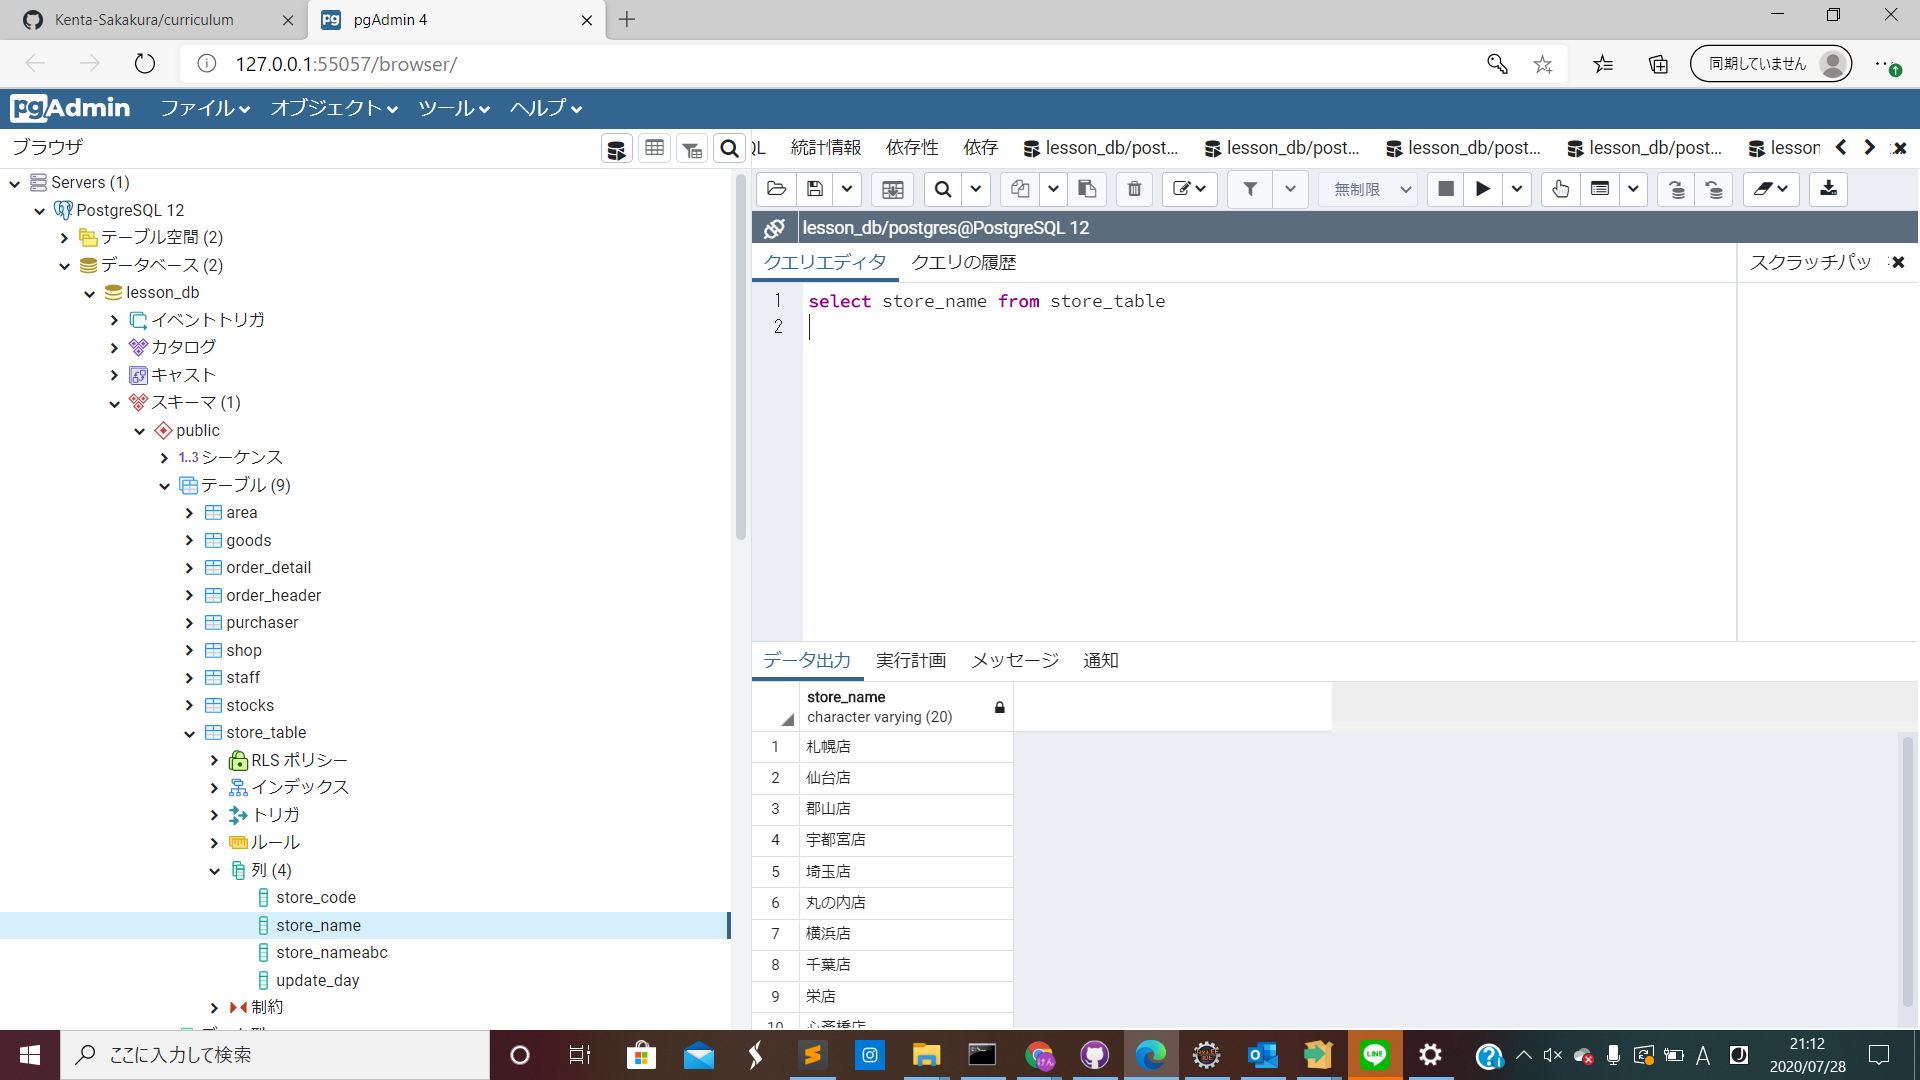 Kenta-Sakakura/curriculum
pgAdmin 4
127.0.0.1:55057/browser/
同期していません
pgAdmin ファイル オブジェクト ツール ヘルプ
ブラウザ
QL 統計情報 依存性 依存 lesson_db/post... lesson_db/post... lesson_db/post... lesson_db/post... lesson
Servers (1)
PostgreSQL 12
テーブル空間 (2)
データベース (2)
lesson_db
イベントトリガ
カタログ
キャスト
スキーマ (1)
public
1..3 シーケンス
テーブル (9)
area
goods
order_detail
order_header
purchaser
shop
staff
stocks
store_table
RLS ポリシー
インデックス
トリガ
ルール
列 (4)
store_code
store_name
store_nameabc
update_day
制約
無制限
lesson_db/postgres@PostgreSQL 12
クエリエディタ クエリの履歴
スクラッチパッ
1 select store_name from store_table
2
データ出力 実行計画 メッセージ 通知
store_name
character varying (20)
1 札幌店
2 仙台店
3 郡山店
4 宇都宮店
5 埼玉店
6 丸の内店
7 横浜店
8 千葉店
9 栄店
10 心斎橋店
ここに入力して検索
LINE
A
J
21:12
2020/07/28